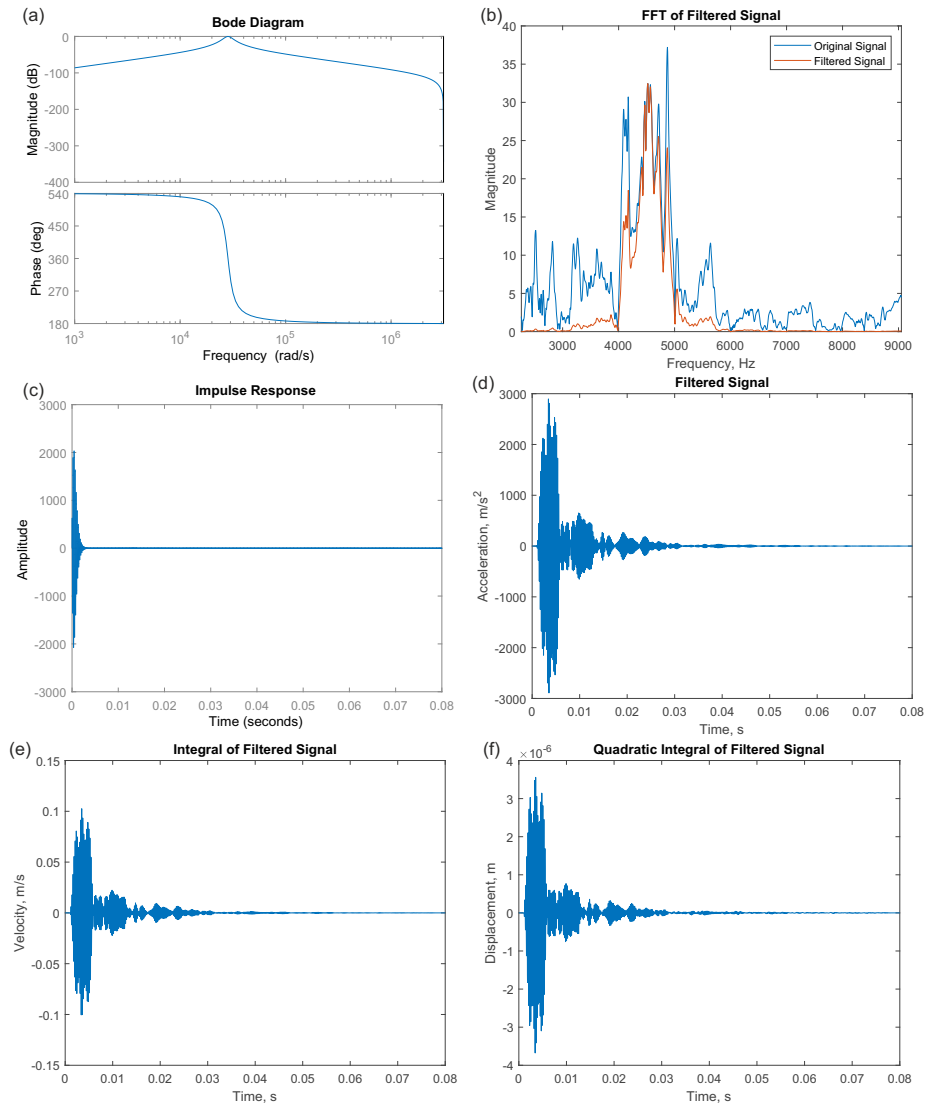 (a)
Bode Diagram
Magnitude (dB)
0
-100
-200
-300
-400
Phase (deg)
540
450
360
270
180
10^3
10^4
10^5
10^6
Frequency (rad/s)
(b)
FFT of Filtered Signal
Original Signal
Filtered Signal
Magnitude
40
35
30
25
20
15
10
5
0
3000 4000 5000 6000 7000 8000 9000
Frequency, Hz
(c)
Impulse Response
Amplitude
3000
2000
1000
0
-1000
-2000
-3000
0 0.01 0.02 0.03 0.04 0.05 0.06 0.07 0.08
Time (seconds)
(d)
Filtered Signal
Acceleration, m/s²
3000
2000
1000
0
-1000
-2000
-3000
0 0.01 0.02 0.03 0.04 0.05 0.06 0.07 0.08
Time, s
(e)
Integral of Filtered Signal
Velocity, m/s
0.15
0.1
0.05
0
-0.05
-0.1
-0.15
0 0.01 0.02 0.03 0.04 0.05 0.06 0.07 0.08
Time, s
(f)
Quadratic Integral of Filtered Signal
× 10^-6
Displacement, m
4
3
2
1
0
-1
-2
-3
-4
0 0.01 0.02 0.03 0.04 0.05 0.06 0.07 0.08
Time, s